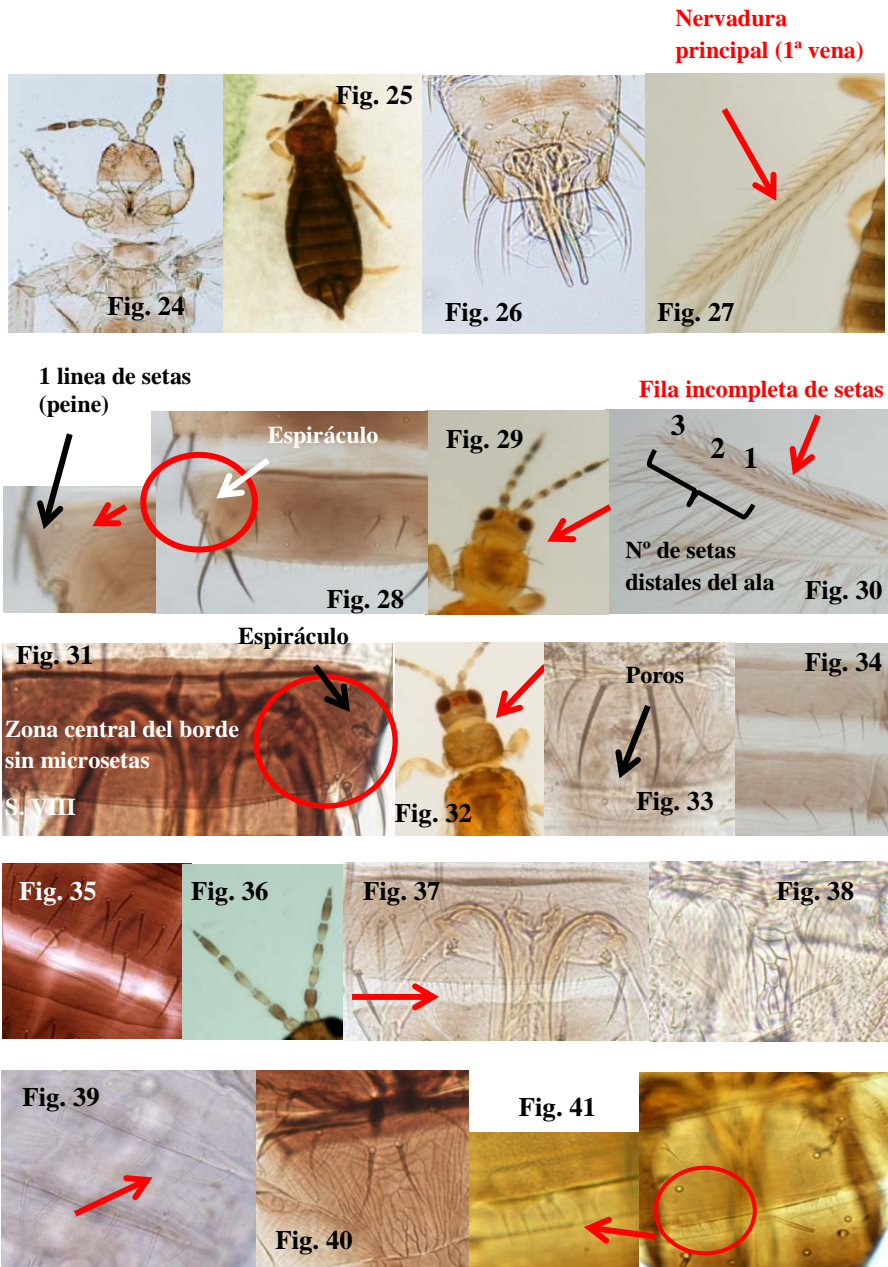 Nervadura
principal (1ª vena)
Fig. 24
Fig. 25
Fig. 26
Fig. 27
1 linea de setas
(peine)
Espiráculo
Fig. 28
Fig. 29
Fila incompleta de setas
3
2
1
Nº de setas
distales del ala
Fig. 30
Fig. 31
Espiráculo
Zona central del borde
sin microsetas
S. VIII
Fig. 32
Poros
Fig. 33
Fig. 34
Fig. 35
Fig. 36
Fig. 37
Fig. 38
Fig. 39
Fig. 40
Fig. 41